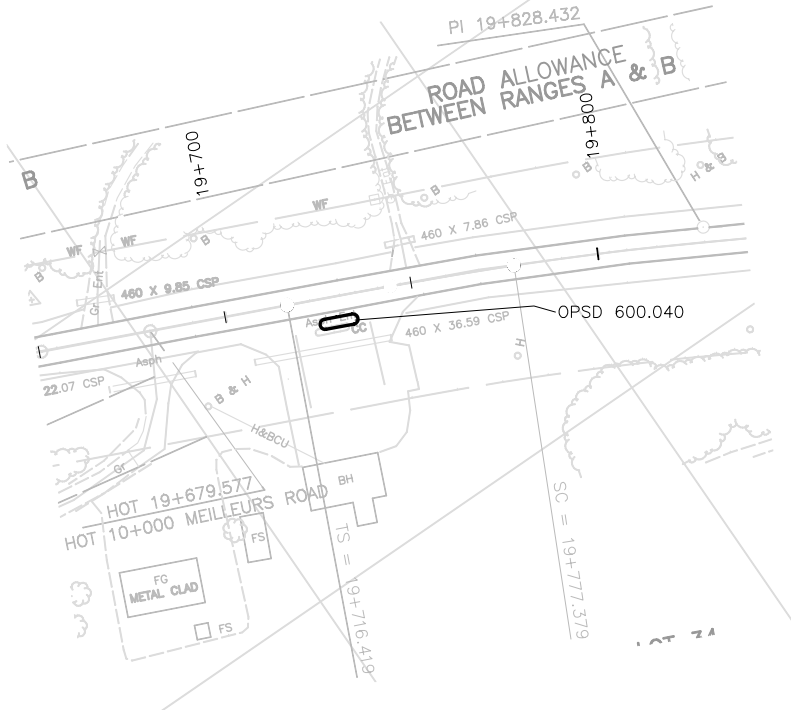 PI 19+828.432
ROAD ALLOWANCE
BETWEEN RANGES A & B
19+700
19+800
B
B
B
H & B
WF
460 X 7.86 CSP
WF
WF
B
B
Gr Ent
460 X 9.85 CSP
OPSD 600.040
CC
460 X 36.59 CSP
H
Asph
22.07 CSP
B & H
H&BCU
Gr
BH
HOT 19+679.577
HOT 10+000 MEILLEURS ROAD
FS
FG
METAL CLAD
FS
TS = 19+716.419
SC = 19+777.379